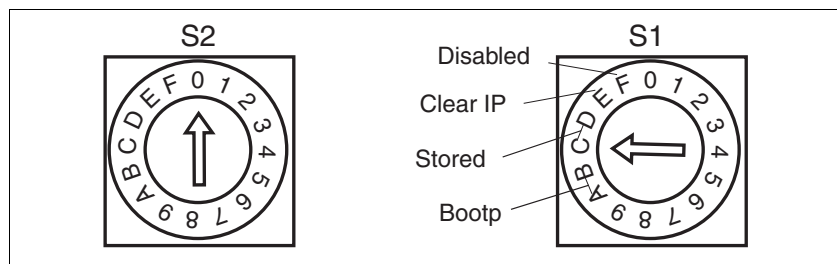 S2
0 1 2 3 4 5 6 7 8 9 A B C D E F
S1
0 1 2 3 4 5 6 7 8 9 A B C D E F
Disabled
Clear IP
Stored
Bootp